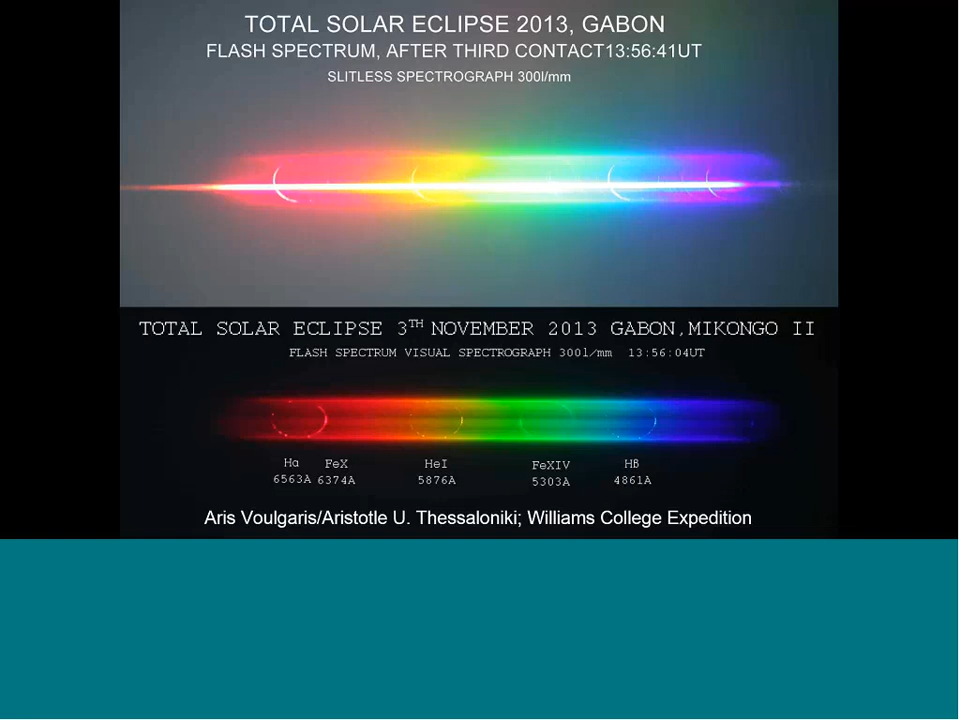 TOTAL SOLAR ECLIPSE 2013, GABON
FLASH SPECTRUM, AFTER THIRD CONTACT13:56:41UT
SLITLESS SPECTROGRAPH 300l/mm
TOTAL SOLAR ECLIPSE 3TH NOVEMBER 2013 GABON,MIKONGO II
FLASH SPECTRUM VISUAL SPECTROGRAPH 300l/mm 13:56:04UT
Hα FeX HeI FeXIV Hβ
6563A 6374A 5876A 5303A 4861A
Aris Voulgaris/Aristotle U. Thessaloniki; Williams College Expedition